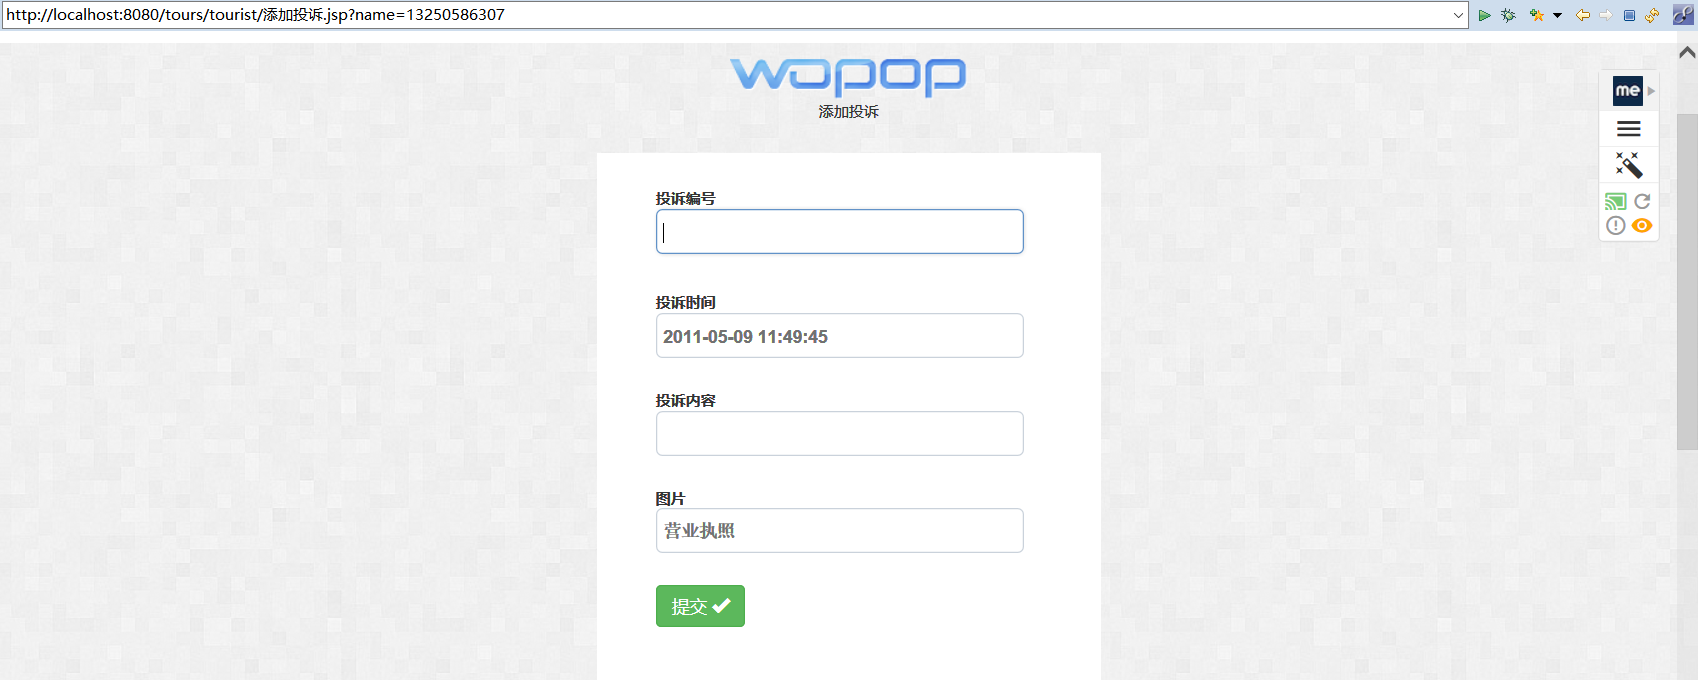 http://localhost:8080/tours/tourist/添加投诉.jsp?name=13250586307
wopop
添加投诉
me
投诉编号
投诉时间
2011-05-09 11:49:45
投诉内容
图片
营业执照
提交